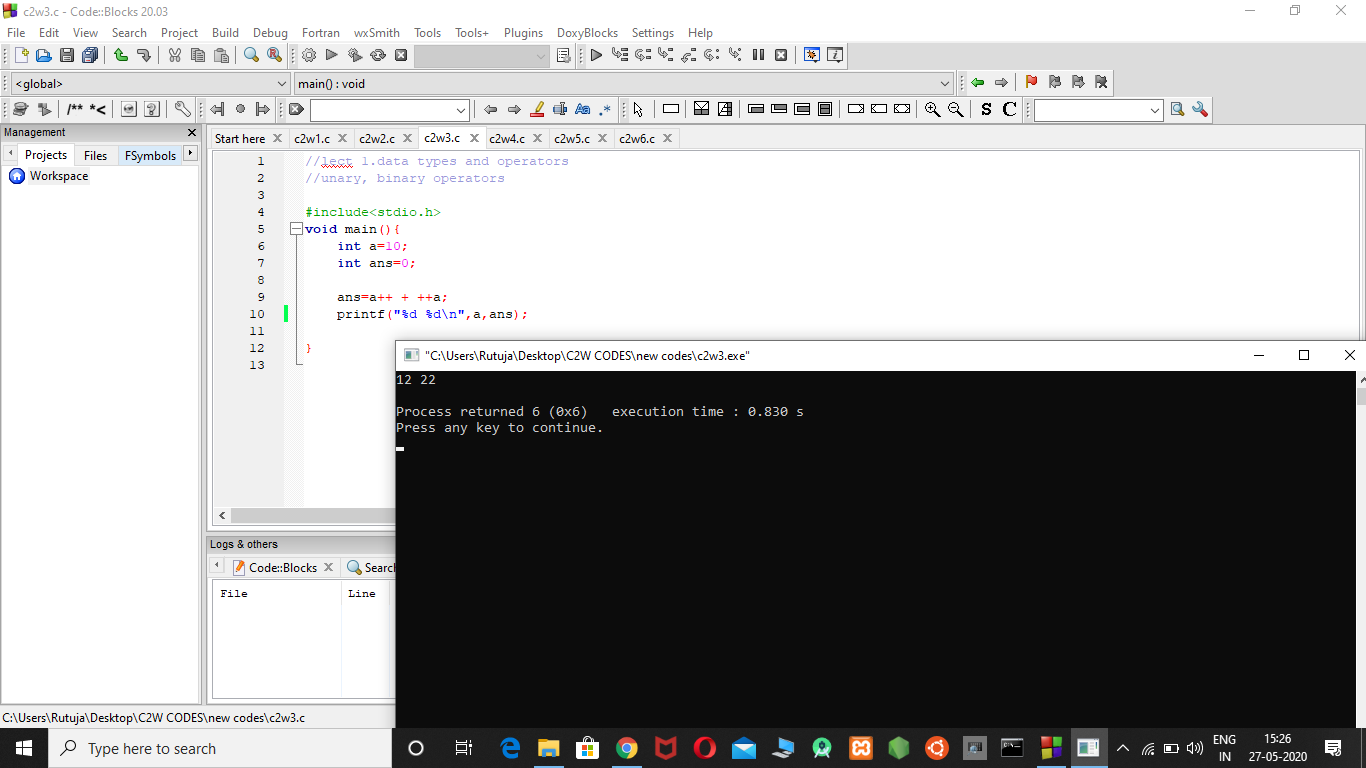 c2w3.c - Code::Blocks 20.03
File Edit View Search Project Build Debug Fortran wxSmith Tools Tools+ Plugins DoxyBlocks Settings Help
<global> main() : void
/** *< Aa .* S C
Management
Projects Files FSymbols
Workspace
Start here c2w1.c c2w2.c c2w3.c c2w4.c c2w5.c c2w6.c
1 //lect 1.data types and operators
2 //unary, binary operators
3
4 #include<stdio.h>
5 void main(){
6 int a=10;
7 int ans=0;
8
9 ans=a++ + ++a;
10 printf("%d %d\n",a,ans);
11
12 }
13
"C:\Users\Rutuja\Desktop\C2W CODES\new codes\c2w3.exe"
12 22
Process returned 6 (0x6)   execution time : 0.830 s
Press any key to continue.
Logs & others
Code::Blocks Search
File Line
C:\Users\Rutuja\Desktop\C2W CODES\new codes\c2w3.c
Type here to search
ENG
IN
15:26
27-05-2020